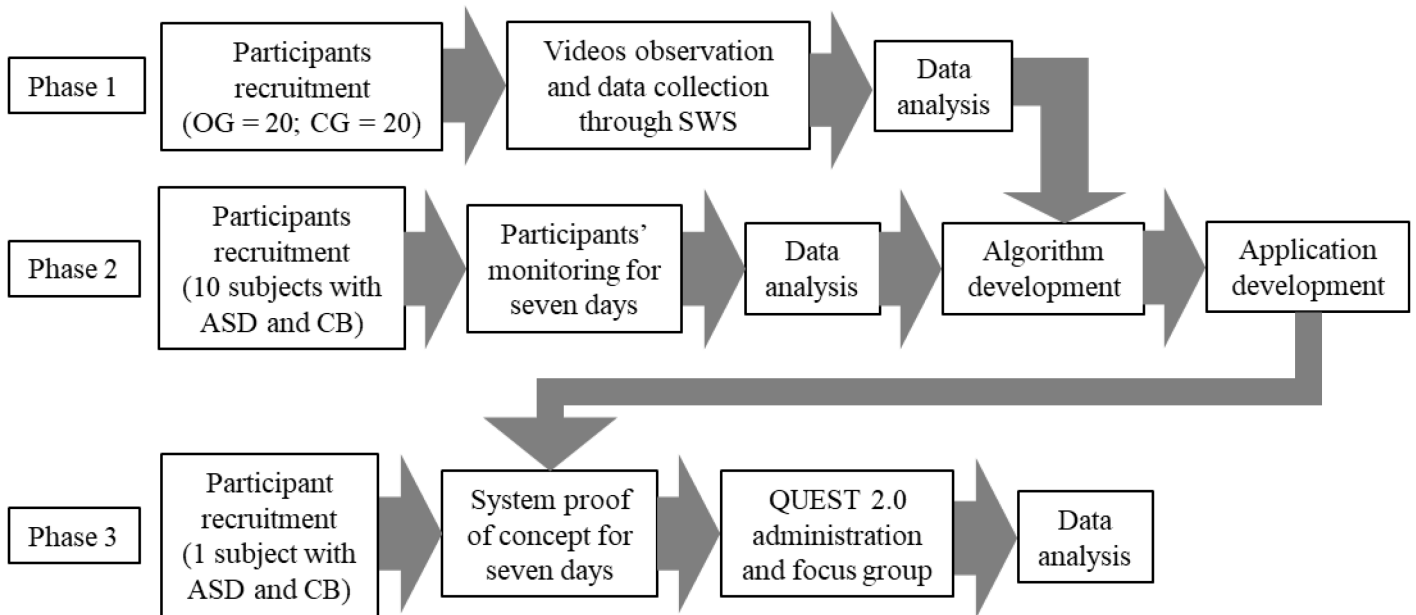 Phase 1
Participants
recruitment
(OG = 20; CG = 20)
Videos observation
and data collection
through SWS
Data
analysis
Phase 2
Participants
recruitment
(10 subjects with
ASD and CB)
Participants’
monitoring for
seven days
Data
analysis
Algorithm
development
Application
development
Phase 3
Participant
recruitment
(1 subject with
ASD and CB)
System proof
of concept for
seven days
QUEST 2.0
administration
and focus group
Data
analysis